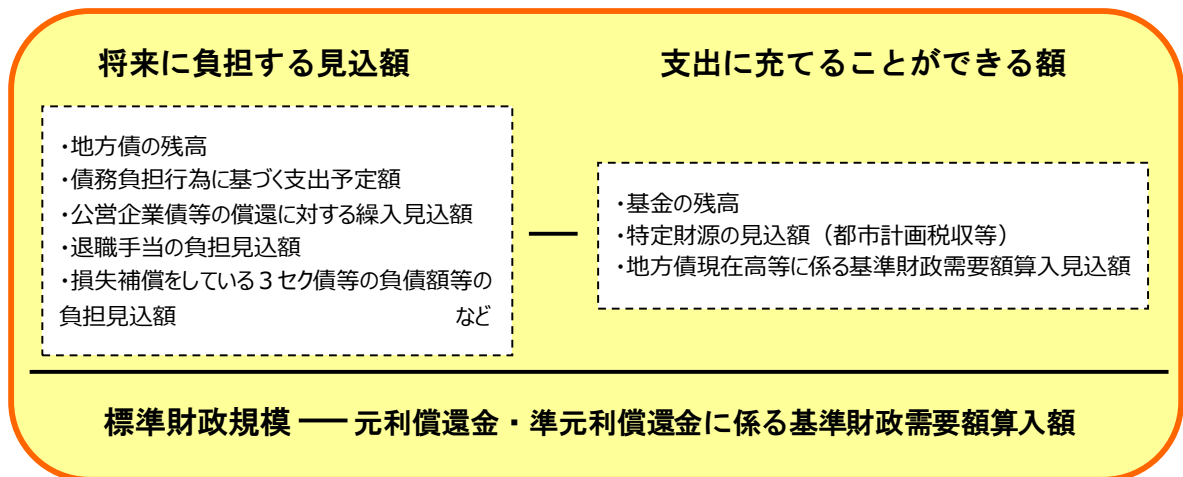 将来に負担する見込額
・地方債の残高
・債務負担行為に基づく支出予定額
・公営企業債等の償還に対する繰入見込額
・退職手当の負担見込額
・損失補償をしている３セク債等の負債額等の
負担見込額 など
―
支出に充てることができる額
・基金の残高
・特定財源の見込額（都市計画税収等）
・地方債現在高等に係る基準財政需要額算入見込額
標準財政規模 ― 元利償還金・準元利償還金に係る基準財政需要額算入額